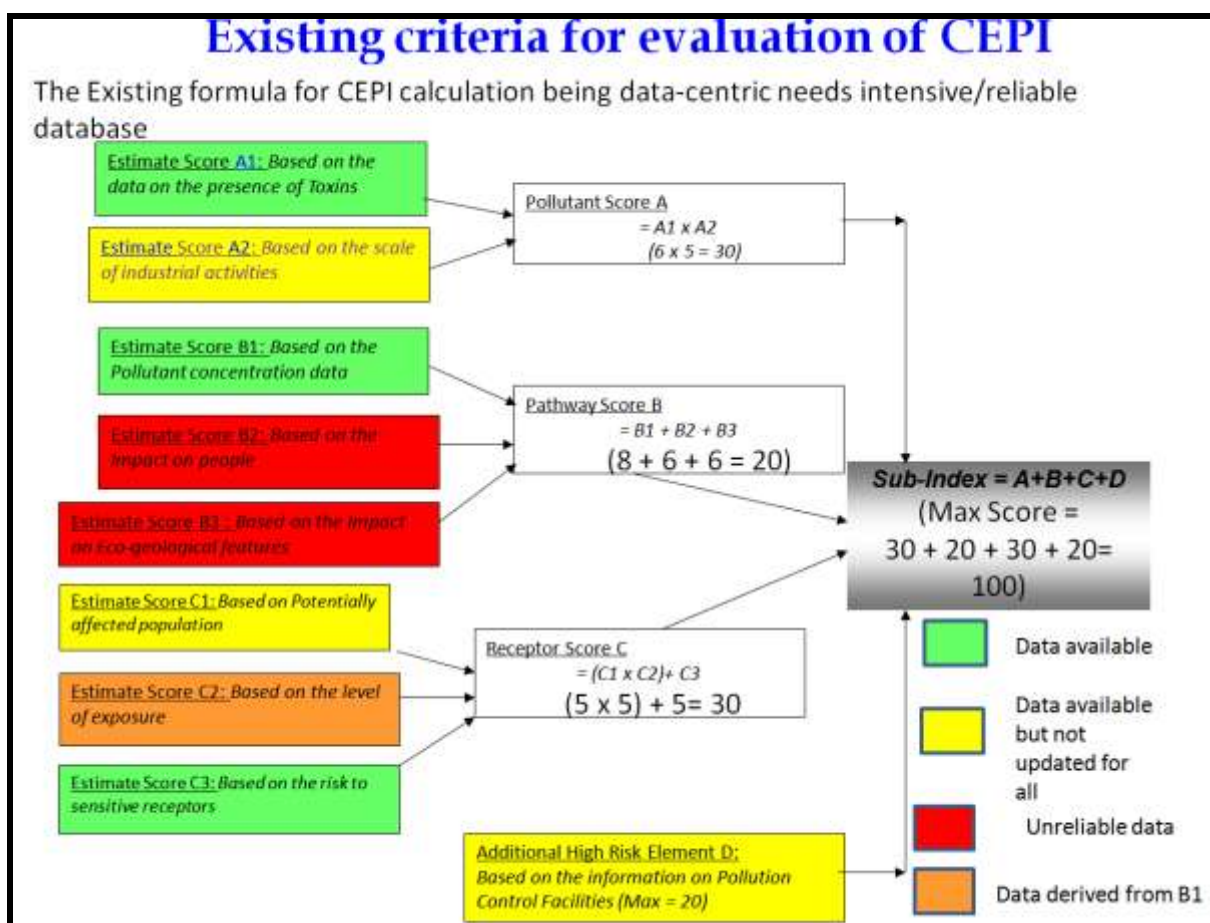 Existing criteria for evaluation of CEPI
The Existing formula for CEPI calculation being data-centric needs intensive/reliable
database
Estimate Score A1: Based on the
data on the presence of Toxins
Estimate Score A2: Based on the scale
of industrial activities
Pollutant Score A
= A1 x A2
(6 x 5 = 30)
Estimate Score B1: Based on the
Pollutant concentration data
Estimate Score B2: Based on the
Impact on people
Estimate Score B3 : Based on the Impact
on Eco-geological features
Pathway Score B
= B1 + B2 + B3
(8 + 6 + 6 = 20)
Sub-Index = A+B+C+D
(Max Score =
30 + 20 + 30 + 20=
100)
Estimate Score C1: Based on Potentially
affected population
Estimate Score C2: Based on the level
of exposure
Estimate Score C3: Based on the risk to
sensitive receptors
Receptor Score C
= (C1 x C2)+ C3
(5 x 5) + 5= 30
Additional High Risk Element D:
Based on the information on Pollution
Control Facilities (Max = 20)
Data available
Data available
but not
updated for
all
Unreliable data
Data derived from B1